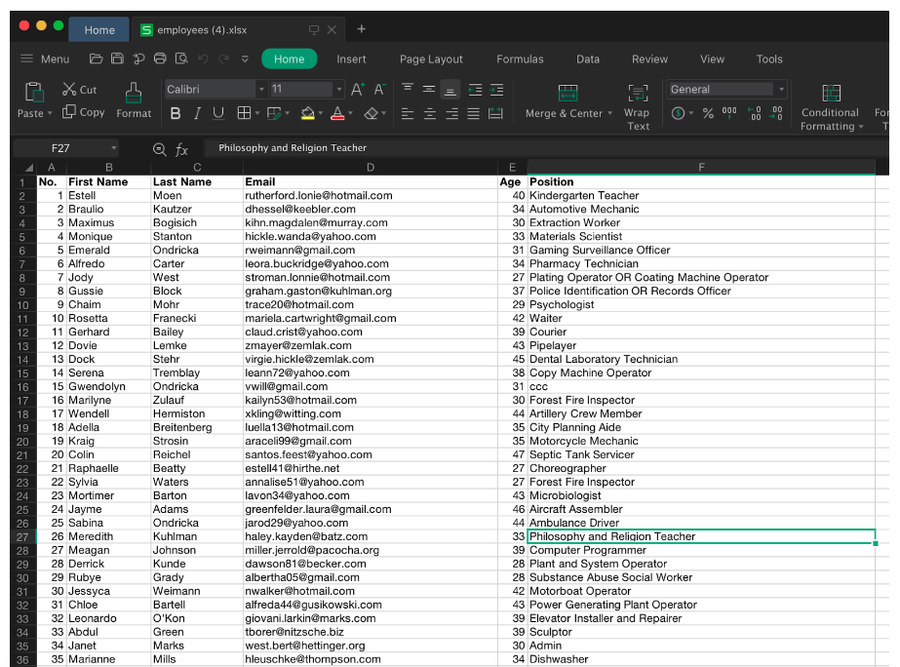 Home
S employees (4).xlsx
Menu Home Insert Page Layout Formulas Data Review View Tools
Paste Cut Copy Format Calibri 11 A+ A- B I U A Merge & Center Wrap Text General $ % 000 Conditional Formatting
F27 fx Philosophy and Religion Teacher
A B C D E F
1 No. First Name Last Name Email Age Position
2 1 Estell Moen rutherford.lonie@hotmail.com 40 Kindergarten Teacher
3 2 Braulio Kautzer dhessel@keebler.com 34 Automotive Mechanic
4 3 Maximus Bogisich kihn.magdalen@murray.com 30 Extraction Worker
5 4 Monique Stanton hickle.wanda@yahoo.com 33 Materials Scientist
6 5 Emerald Ondricka rweimann@gmail.com 31 Gaming Surveillance Officer
7 6 Alfredo Carter leora.buckridge@yahoo.com 34 Pharmacy Technician
8 7 Jody West stroman.lonnie@hotmail.com 27 Plating Operator OR Coating Machine Operator
9 8 Gussie Block graham.gaston@kuhlman.org 37 Police Identification OR Records Officer
10 9 Chaim Mohr trace20@hotmail.com 29 Psychologist
11 10 Rosetta Franecki mariela.cartwright@gmail.com 42 Waiter
12 11 Gerhard Bailey claud.crist@yahoo.com 39 Courier
13 12 Dovie Lemke zmayer@zemlak.com 43 Pipelayer
14 13 Dock Stehr virgie.hickle@zemlak.com 45 Dental Laboratory Technician
15 14 Serena Tremblay leann72@yahoo.com 38 Copy Machine Operator
16 15 Gwendolyn Ondricka vwill@gmail.com 31 ccc
17 16 Marilyne Zulauf kailyn53@hotmail.com 30 Forest Fire Inspector
18 17 Wendell Hermiston xkling@witting.com 44 Artillery Crew Member
19 18 Adella Breitenberg luella13@hotmail.com 35 City Planning Aide
20 19 Kraig Strosin araceli99@gmail.com 35 Motorcycle Mechanic
21 20 Colin Reichel santos.feest@yahoo.com 47 Septic Tank Servicer
22 21 Raphaelle Beatty estell41@hirthe.net 27 Choreographer
23 22 Sylvia Waters annalise51@yahoo.com 27 Forest Fire Inspector
24 23 Mortimer Barton lavon34@yahoo.com 43 Microbiologist
25 24 Jayme Adams greenfelder.laura@gmail.com 46 Aircraft Assembler
26 25 Sabina Ondricka jarod29@yahoo.com 44 Ambulance Driver
27 26 Meredith Kuhlman haley.kayden@batz.com 33 Philosophy and Religion Teacher
28 27 Meagan Johnson miller.jerrold@pacocha.org 39 Computer Programmer
29 28 Derrick Kunde dawson81@becker.com 28 Plant and System Operator
30 29 Rubye Grady albertha05@gmail.com 28 Substance Abuse Social Worker
31 30 Jessyca Weimann nwalker@hotmail.com 42 Motorboat Operator
32 31 Chloe Bartell alfreda44@gusikowski.com 43 Power Generating Plant Operator
33 32 Leonardo O'Kon giovani.larkin@marks.com 39 Elevator Installer and Repairer
34 33 Abdul Green tborer@nitzsche.biz 39 Sculptor
35 34 Janet Marks west.bert@hettinger.org 30 Admin
36 35 Marianne Mills hleuschke@thompson.com 34 Dishwasher